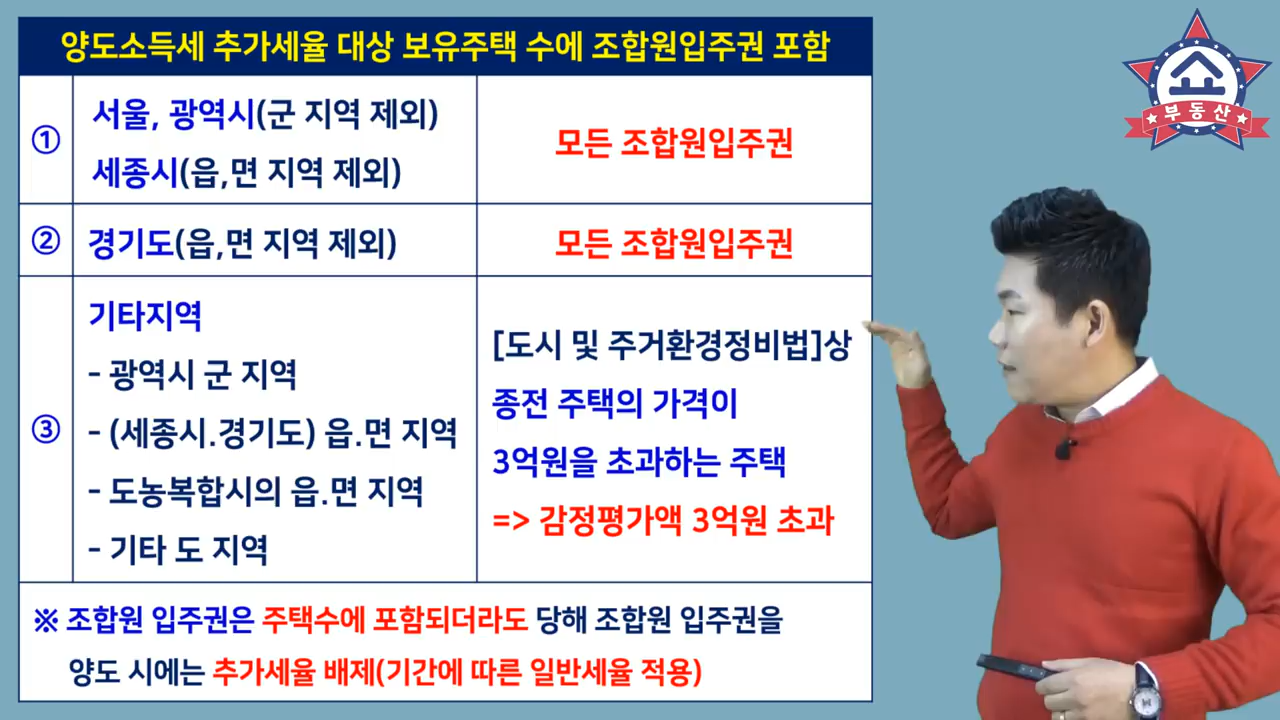 양도소득세 추가세율 대상 보유주택 수에 조합원입주권 포함
부동산
①
서울, 광역시(군 지역 제외)
세종시(읍,면 지역 제외)
모든 조합원입주권
②
경기도(읍,면 지역 제외)
모든 조합원입주권
③
기타지역
- 광역시 군 지역
- (세종시.경기도) 읍.면 지역
- 도농복합시의 읍.면 지역
- 기타 도 지역
[도시 및 주거환경정비법]상
종전 주택의 가격이
3억원을 초과하는 주택
=> 감정평가액 3억원 초과
※ 조합원 입주권은 주택수에 포함되더라도 당해 조합원 입주권을
양도 시에는 추가세율 배제(기간에 따른 일반세율 적용)